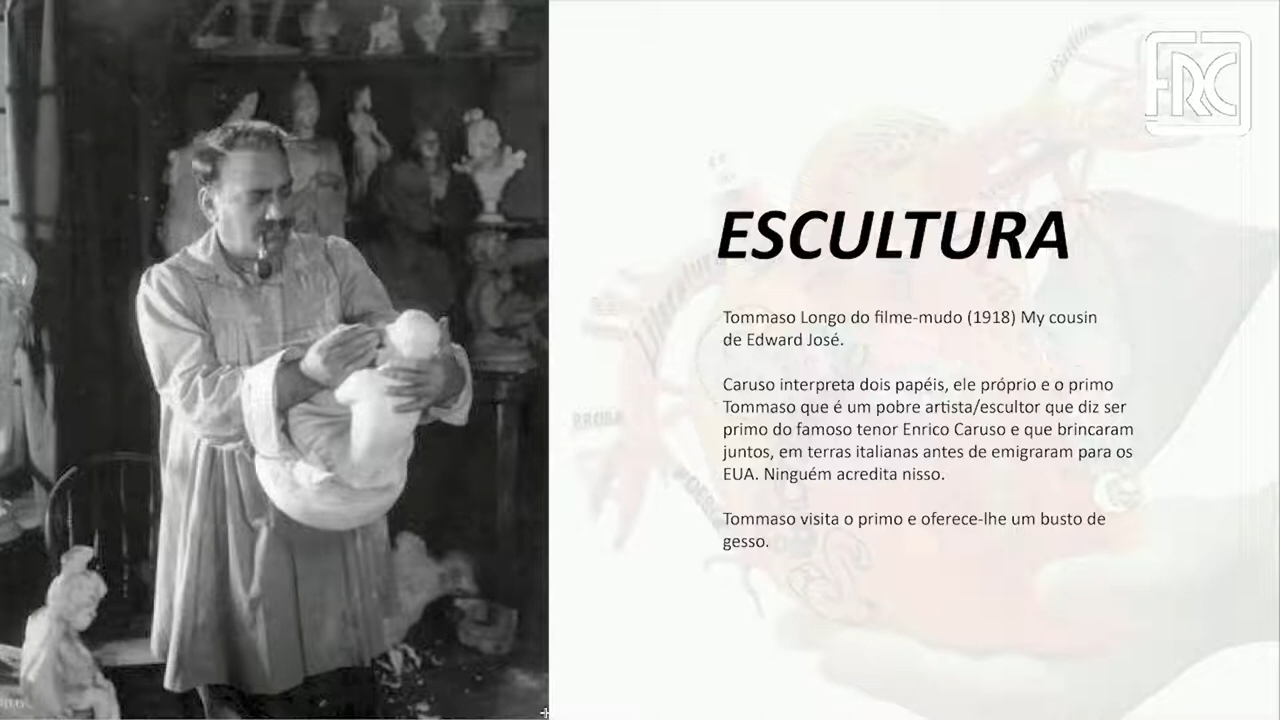 FRC
ESCULTURA
Tommaso Longo do filme-mudo (1918) My cousin
de Edward José.
Caruso interpreta dois papéis, ele próprio e o primo
Tommaso que é um pobre artista/escultor que diz ser
primo do famoso tenor Enrico Caruso e que brincaram
juntos, em terras italianas antes de emigraram para os
EUA. Ninguém acredita nisso.
Tommaso visita o primo e oferece-lhe um busto de
gesso.